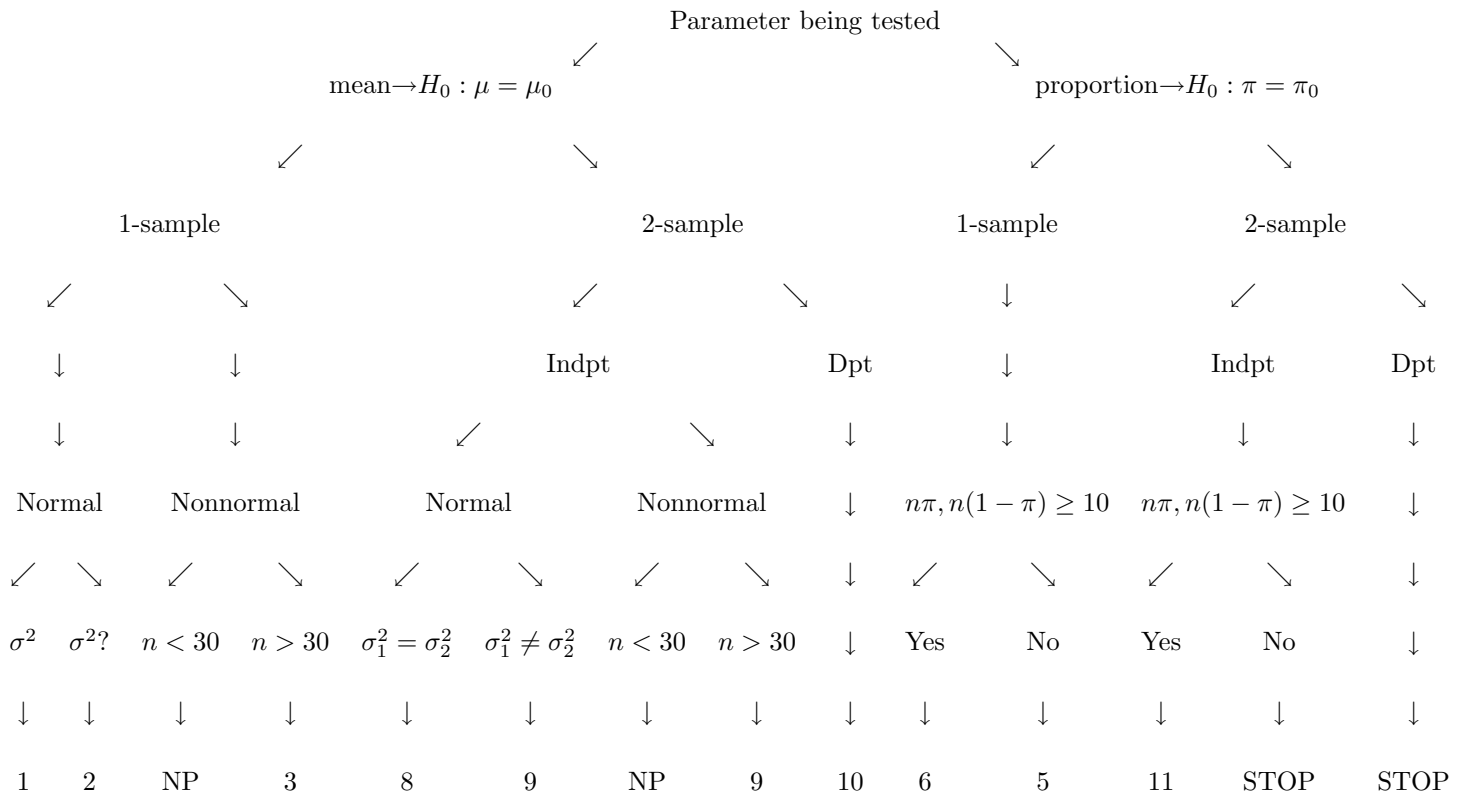 Parameter being tested
↙ ↘
mean→H₀ : μ = μ₀ proportion→H₀ : π = π₀
↙ ↘ ↙ ↘
1-sample 2-sample 1-sample 2-sample
↙ ↘ ↙ ↘ ↓ ↙ ↘
↓ ↓ Indpt Dpt ↓ Indpt Dpt
↓ ↓ ↙ ↘ ↓ ↓ ↓ ↓
Normal Nonnormal Normal Nonnormal ↓ nπ, n(1 − π) ≥ 10 nπ, n(1 − π) ≥ 10 ↓
↙ ↘ ↙ ↘ ↙ ↘ ↙ ↘ ↓ ↙ ↘ ↙ ↘ ↓
σ² σ²? n < 30 n > 30 σ₁² = σ₂² σ₁² ≠ σ₂² n < 30 n > 30 ↓ Yes No Yes No ↓
↓ ↓ ↓ ↓ ↓ ↓ ↓ ↓ ↓ ↓ ↓ ↓ ↓ ↓
1 2 NP 3 8 9 NP 9 10 6 5 11 STOP STOP